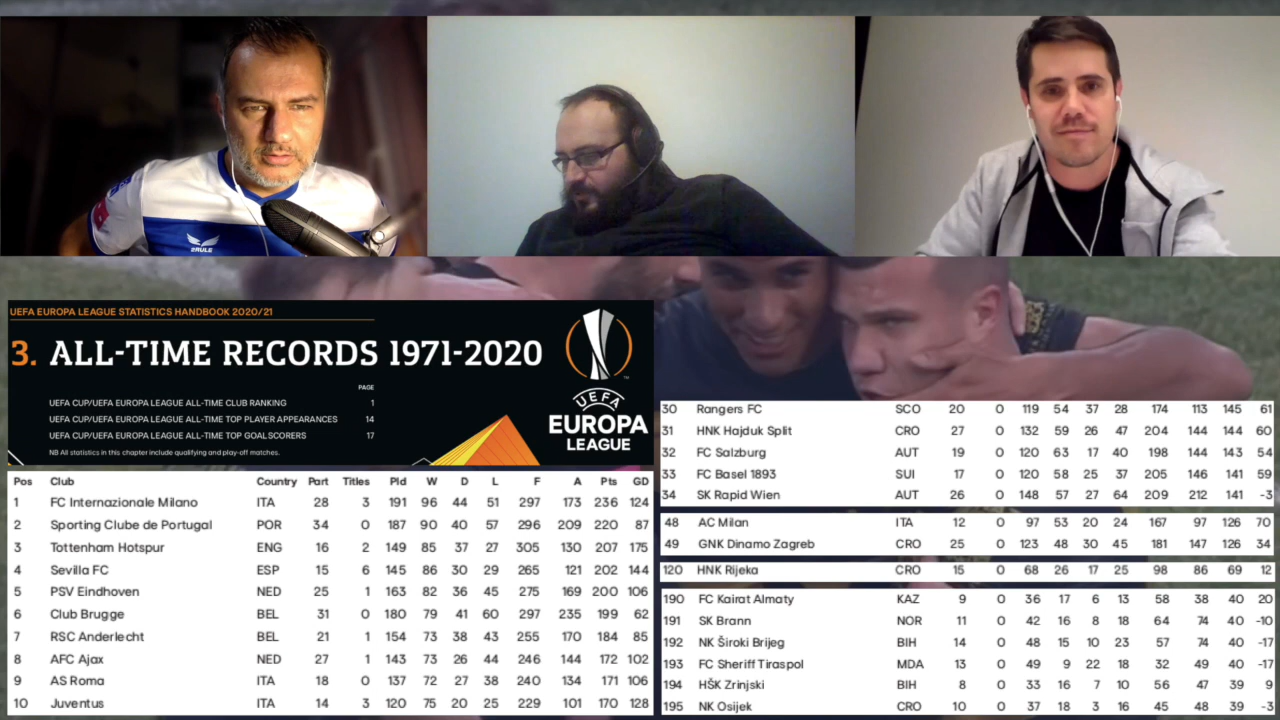 2RULE
UEFA EUROPA LEAGUE STATISTICS HANDBOOK 2020/21
3. ALL-TIME RECORDS 1971-2020
PAGE
UEFA CUP/UEFA EUROPA LEAGUE ALL-TIME CLUB RANKING 1
UEFA CUP/UEFA EUROPA LEAGUE ALL-TIME TOP PLAYER APPEARANCES 14
UEFA CUP/UEFA EUROPA LEAGUE ALL-TIME TOP GOALSCORERS 17
NB All statistics in this chapter include qualifying and play-off matches.
UEFA
EUROPA
LEAGUE
Pos Club Country Part Titles Pld W D L F A Pts GD
1 FC Internazionale Milano ITA 28 3 191 96 44 51 297 173 236 124
2 Sporting Clube de Portugal POR 34 0 187 90 40 57 296 209 220 87
3 Tottenham Hotspur ENG 16 2 149 85 37 27 305 130 207 175
4 Sevilla FC ESP 15 6 145 86 30 29 265 121 202 144
5 PSV Eindhoven NED 25 1 163 82 36 45 275 169 200 106
6 Club Brugge BEL 31 0 180 79 41 60 297 235 199 62
7 RSC Anderlecht BEL 21 1 154 73 38 43 255 170 184 85
8 AFC Ajax NED 27 1 143 73 26 44 246 144 172 102
9 AS Roma ITA 18 0 137 72 27 38 240 134 171 106
10 Juventus ITA 14 3 120 75 20 25 229 101 170 128
30 Rangers FC SCO 20 0 119 54 37 28 174 113 145 61
31 HNK Hajduk Split CRO 27 0 132 59 26 47 204 144 144 60
32 FC Salzburg AUT 19 0 120 63 17 40 198 144 143 54
33 FC Basel 1893 SUI 17 0 120 58 25 37 205 146 141 59
34 SK Rapid Wien AUT 26 0 148 57 27 64 209 212 141 -3
48 AC Milan ITA 12 0 97 53 20 24 167 97 126 70
49 GNK Dinamo Zagreb CRO 25 0 123 48 30 45 181 147 126 34
120 HNK Rijeka CRO 15 0 68 26 17 25 98 86 69 12
190 FC Kairat Almaty KAZ 9 0 36 17 6 13 58 38 40 20
191 SK Brann NOR 11 0 42 16 8 18 64 74 40 -10
192 NK Široki Brijeg BIH 14 0 48 15 10 23 57 74 40 -17
193 FC Sheriff Tiraspol MDA 13 0 49 9 22 18 32 49 40 -17
194 HŠK Zrinjski BIH 8 0 33 16 7 10 56 47 39 9
195 NK Osijek CRO 10 0 37 18 3 16 45 48 39 -3